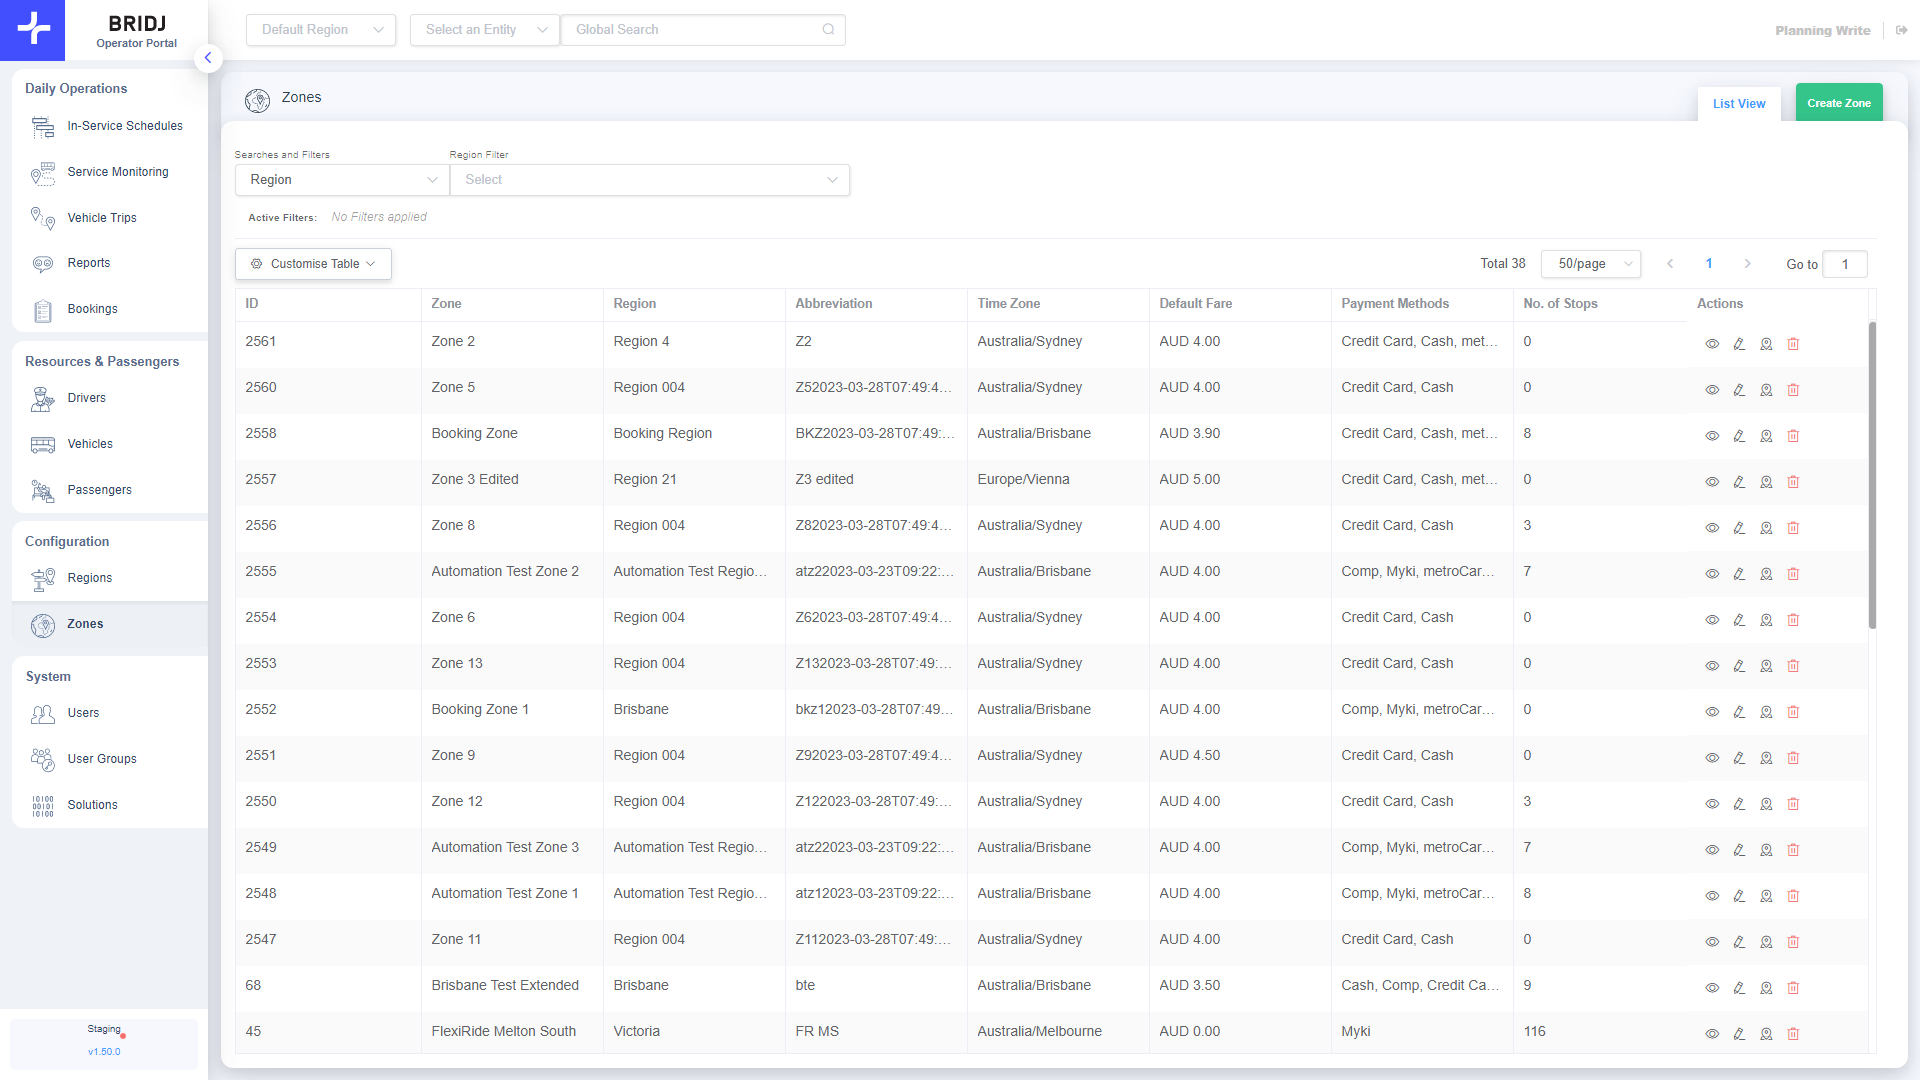 BRIDJ
Operator Portal
Default Region
Select an Entity
Global Search
Planning Write
Daily Operations
In-Service Schedules
Service Monitoring
Vehicle Trips
Reports
Bookings
Resources & Passengers
Drivers
Vehicles
Passengers
Configuration
Regions
Zones
System
Users
User Groups
Solutions
Staging
v1.50.0
Zones
List View
Create Zone
Searches and Filters Region Filter
Region Select
Active Filters: No Filters applied
Customise Table
Total 38 50/page 1 Go to 1
ID Zone Region Abbreviation Time Zone Default Fare Payment Methods No. of Stops Actions
2561 Zone 2 Region 4 Z2 Australia/Sydney AUD 4.00 Credit Card, Cash, met... 0
2560 Zone 5 Region 004 Z52023-03-28T07:49:4... Australia/Sydney AUD 4.00 Credit Card, Cash 0
2558 Booking Zone Booking Region BKZ2023-03-28T07:49:... Australia/Brisbane AUD 3.90 Credit Card, Cash, met... 8
2557 Zone 3 Edited Region 21 Z3 edited Europe/Vienna AUD 5.00 Credit Card, Cash, met... 0
2556 Zone 8 Region 004 Z82023-03-28T07:49:4... Australia/Sydney AUD 4.00 Credit Card, Cash 3
2555 Automation Test Zone 2 Automation Test Regio... atz22023-03-23T09:22:... Australia/Brisbane AUD 4.00 Comp, Myki, metroCar... 7
2554 Zone 6 Region 004 Z62023-03-28T07:49:4... Australia/Sydney AUD 4.00 Credit Card, Cash 0
2553 Zone 13 Region 004 Z132023-03-28T07:49:... Australia/Sydney AUD 4.00 Credit Card, Cash 0
2552 Booking Zone 1 Brisbane bkz12023-03-28T07:49... Australia/Brisbane AUD 4.00 Comp, Myki, metroCar... 0
2551 Zone 9 Region 004 Z92023-03-28T07:49:4... Australia/Sydney AUD 4.50 Credit Card, Cash 0
2550 Zone 12 Region 004 Z122023-03-28T07:49:... Australia/Sydney AUD 4.00 Credit Card, Cash 3
2549 Automation Test Zone 3 Automation Test Regio... atz22023-03-23T09:22:... Australia/Brisbane AUD 4.00 Comp, Myki, metroCar... 7
2548 Automation Test Zone 1 Automation Test Regio... atz12023-03-23T09:22:... Australia/Brisbane AUD 4.00 Comp, Myki, metroCar... 8
2547 Zone 11 Region 004 Z112023-03-28T07:49:... Australia/Sydney AUD 4.00 Credit Card, Cash 0
68 Brisbane Test Extended Brisbane bte Australia/Brisbane AUD 3.50 Cash, Comp, Credit Ca... 9
45 FlexiRide Melton South Victoria FR MS Australia/Melbourne AUD 0.00 Myki 116